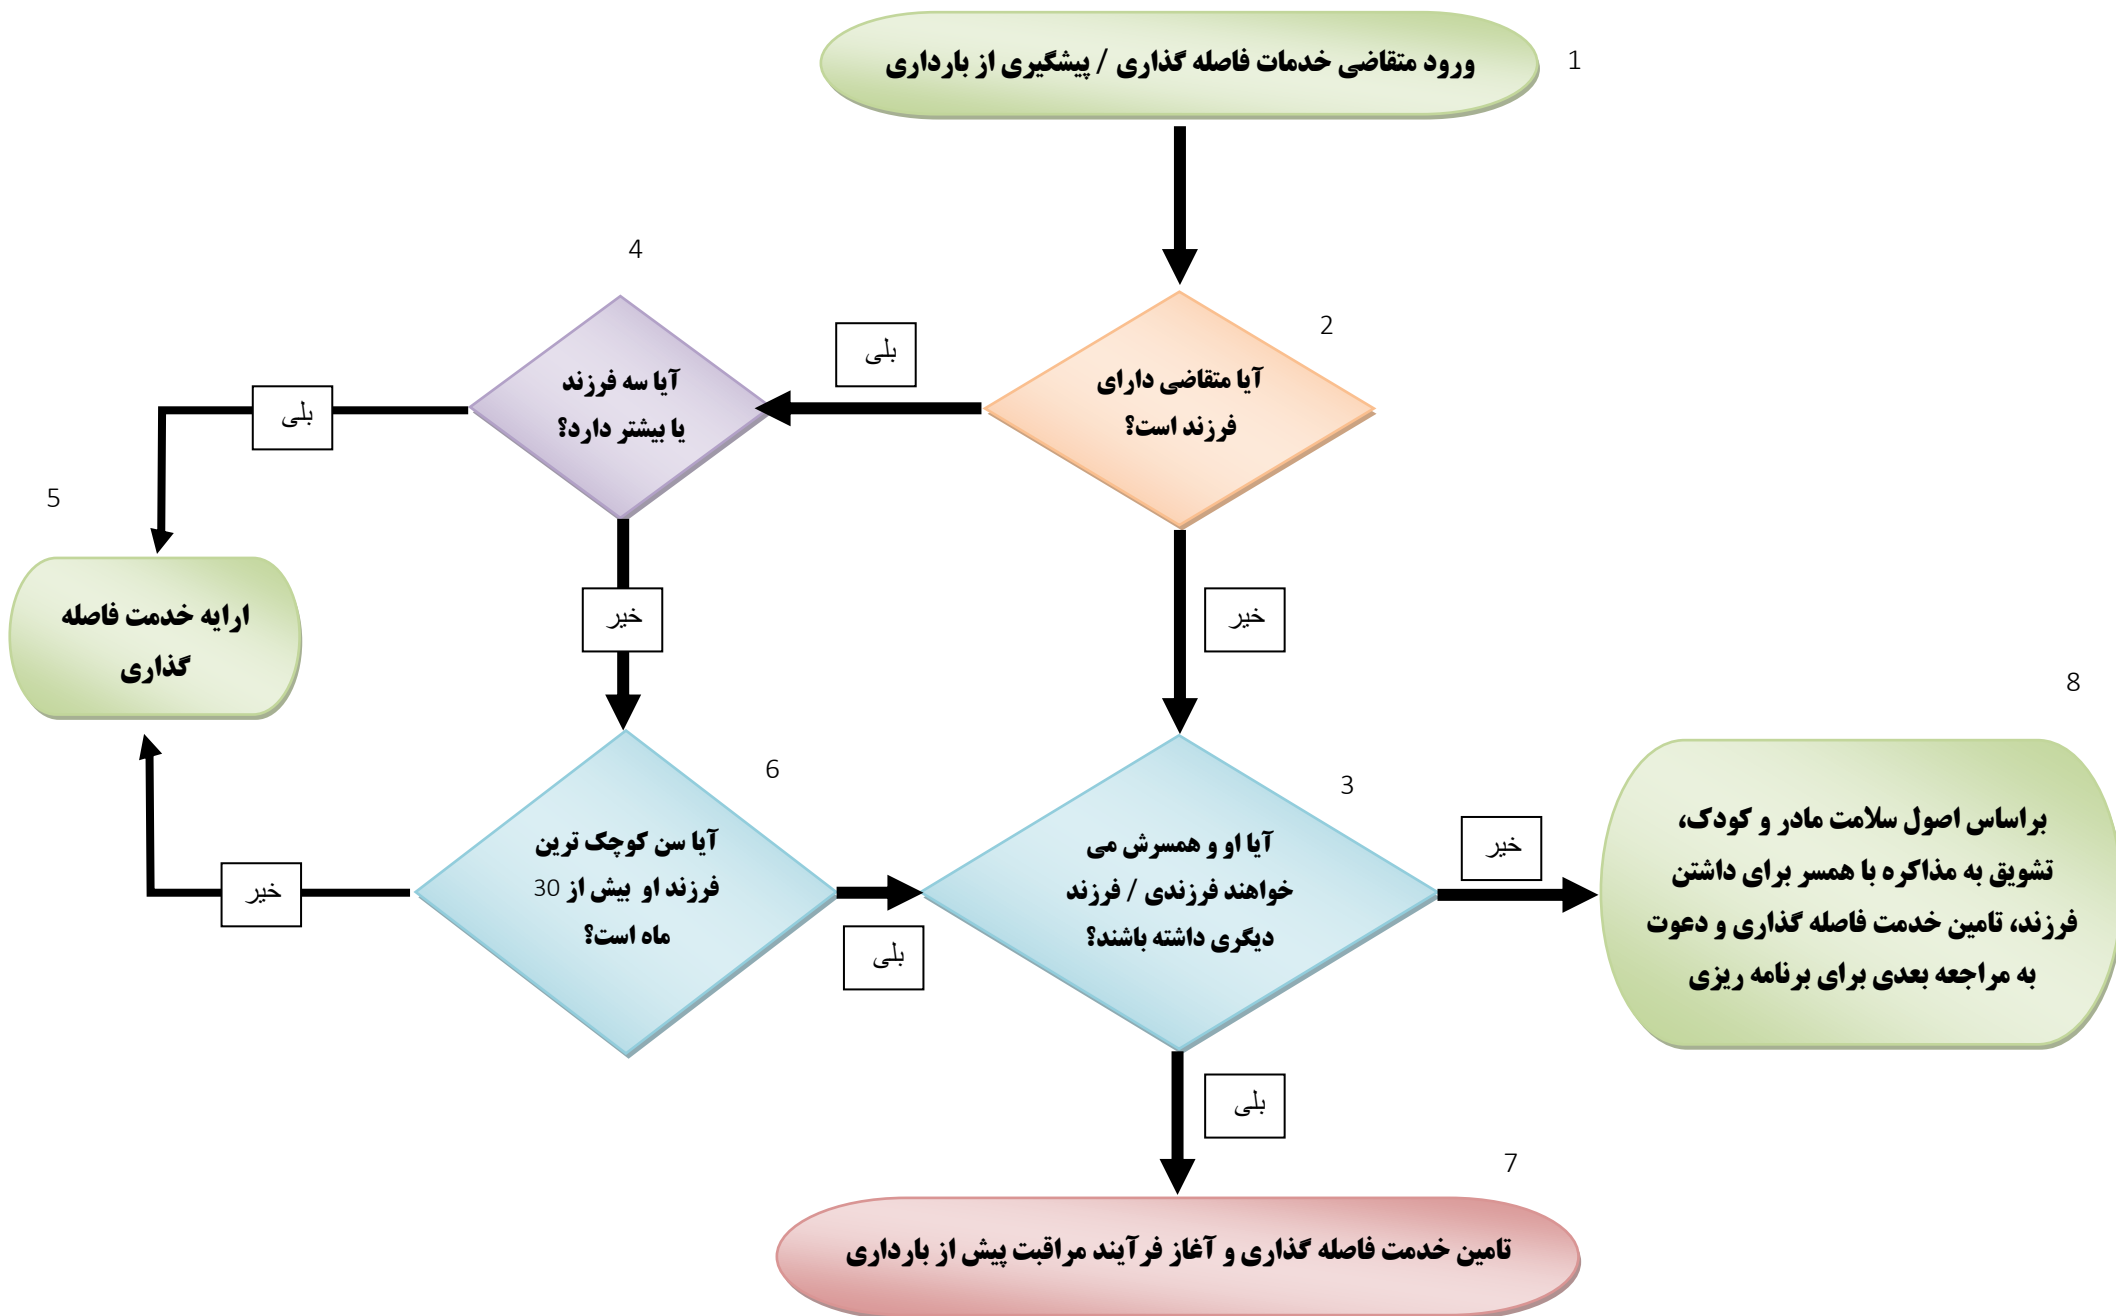 ورود متقاضی خدمات فاصله گذاری / پیشگیری از بارداری
1
2
آیا متقاضی دارای
فرزند است؟
بلی
4
آیا سه فرزند
یا بیشتر دارد؟
بلی
5
ارایه خدمت فاصله
گذاری
خیر
خیر
6
آیا سن کوچک ترین
فرزند او بیش از 30
ماه است؟
خیر
بلی
3
آیا او و همسرش می
خواهند فرزندی / فرزند
دیگری داشته باشند؟
خیر
8
براساس اصول سلامت مادر و کودک،
تشویق به مذاکره با همسر برای داشتن
فرزند، تامین خدمت فاصله گذاری و دعوت
به مراجعه بعدی برای برنامه ریزی
بلی
7
تامین خدمت فاصله گذاری و آغاز فرآیند مراقبت پیش از بارداری